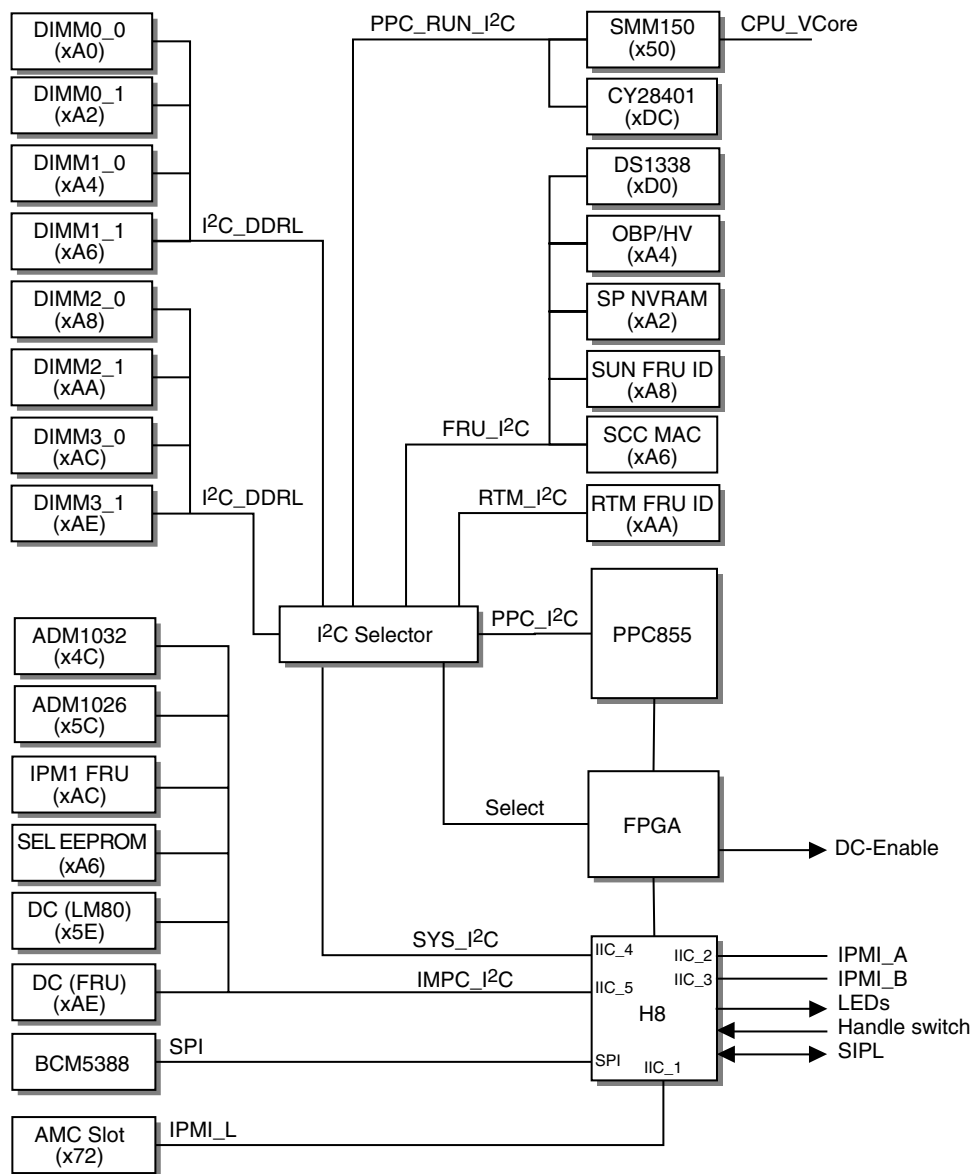 DIMM0_0
(xA0)
DIMM0_1
(xA2)
DIMM1_0
(xA4)
DIMM1_1
(xA6)
I²C_DDRL
DIMM2_0
(xA8)
DIMM2_1
(xAA)
DIMM3_0
(xAC)
DIMM3_1
(xAE)
I²C_DDRL
PPC_RUN_I²C
SMM150
(x50)
CPU_VCore
CY28401
(xDC)
DS1338
(xD0)
OBP/HV
(xA4)
SP NVRAM
(xA2)
SUN FRU ID
(xA8)
FRU_I²C
SCC MAC
(xA6)
RTM_I²C
RTM FRU ID
(xAA)
I²C Selector
PPC_I²C
PPC855
ADM1032
(x4C)
ADM1026
(x5C)
IPM1 FRU
(xAC)
SEL EEPROM
(xA6)
DC (LM80)
(x5E)
DC (FRU)
(xAE)
BCM5388
AMC Slot
(x72)
Select
FPGA
DC-Enable
SYS_I²C
IMPC_I²C
SPI
IPMI_L
IIC_4
IIC_2
IIC_3
IIC_5
H8
SPI
IIC_1
IPMI_A
IPMI_B
LEDs
Handle switch
SIPL